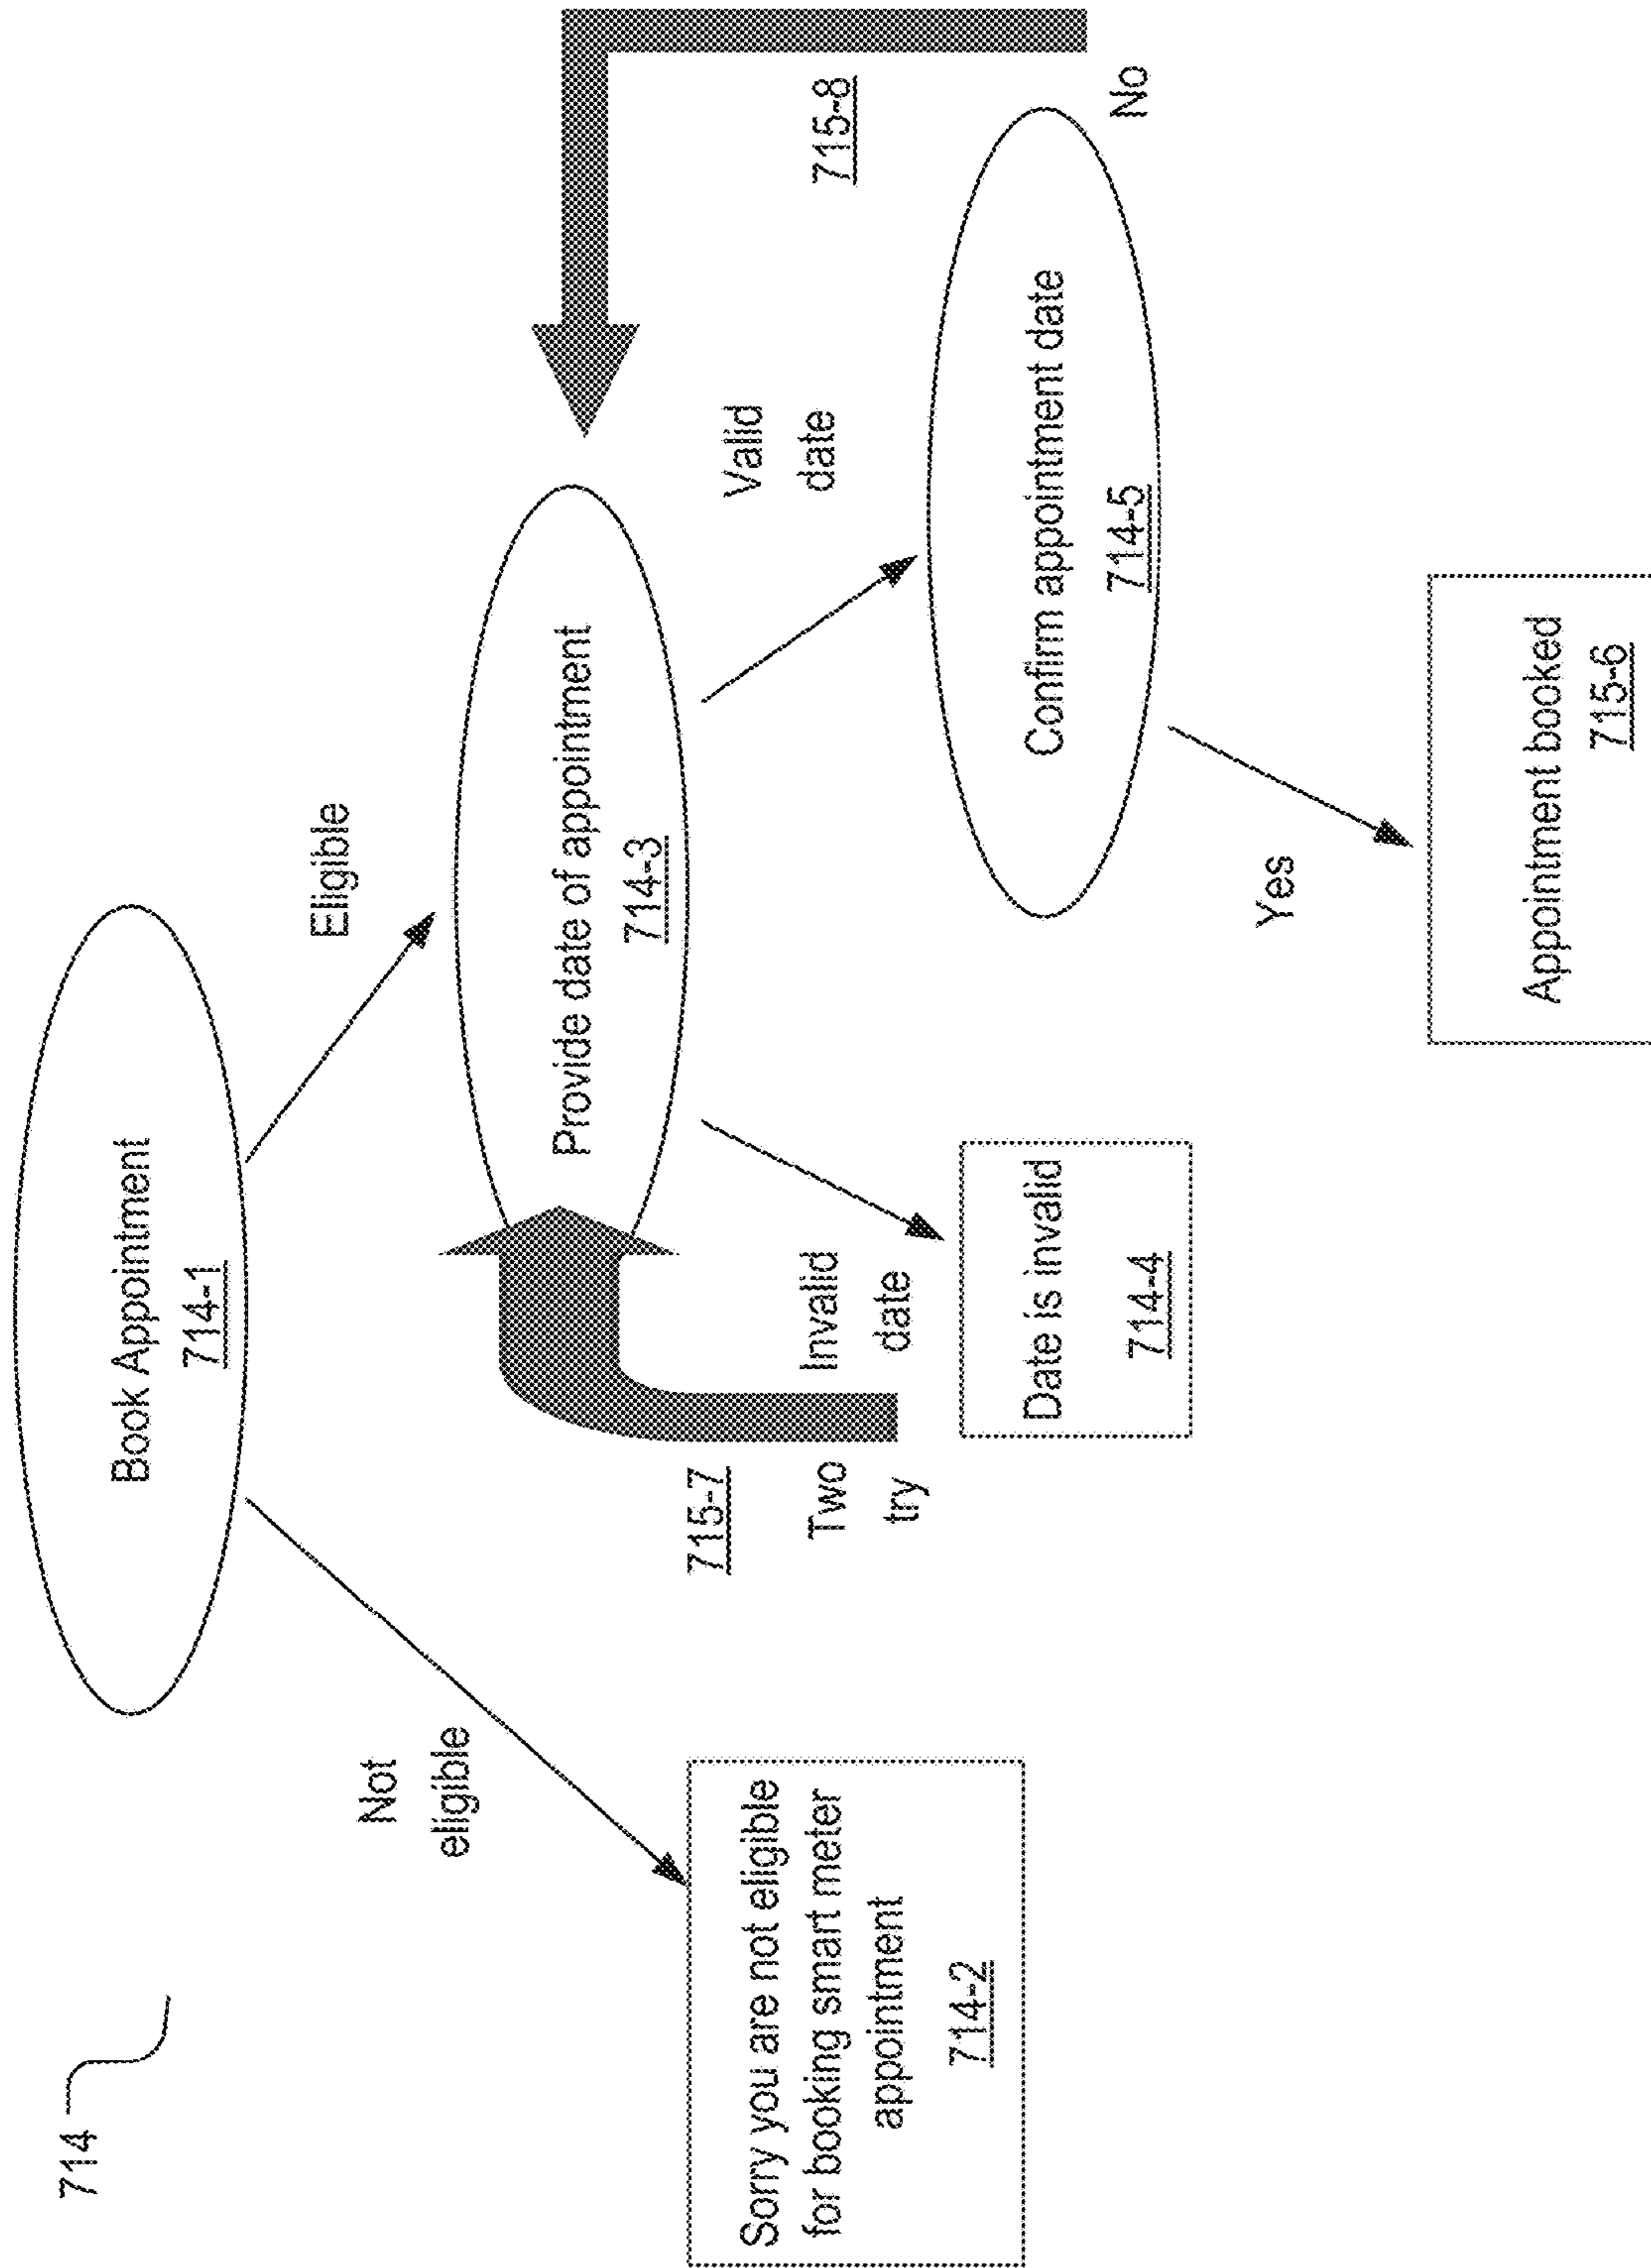 714
Book Appointment
714-1
Not
eligible
Eligible
Sorry you are not eligible
for booking smart meter
appointment
714-2
Provide date of appointment
714-3
715-7
Two
try
Invalid
date
Valid
date
715-8
Date is invalid
714-4
Confirm appointment date
714-5
No
Yes
Appointment booked
715-6